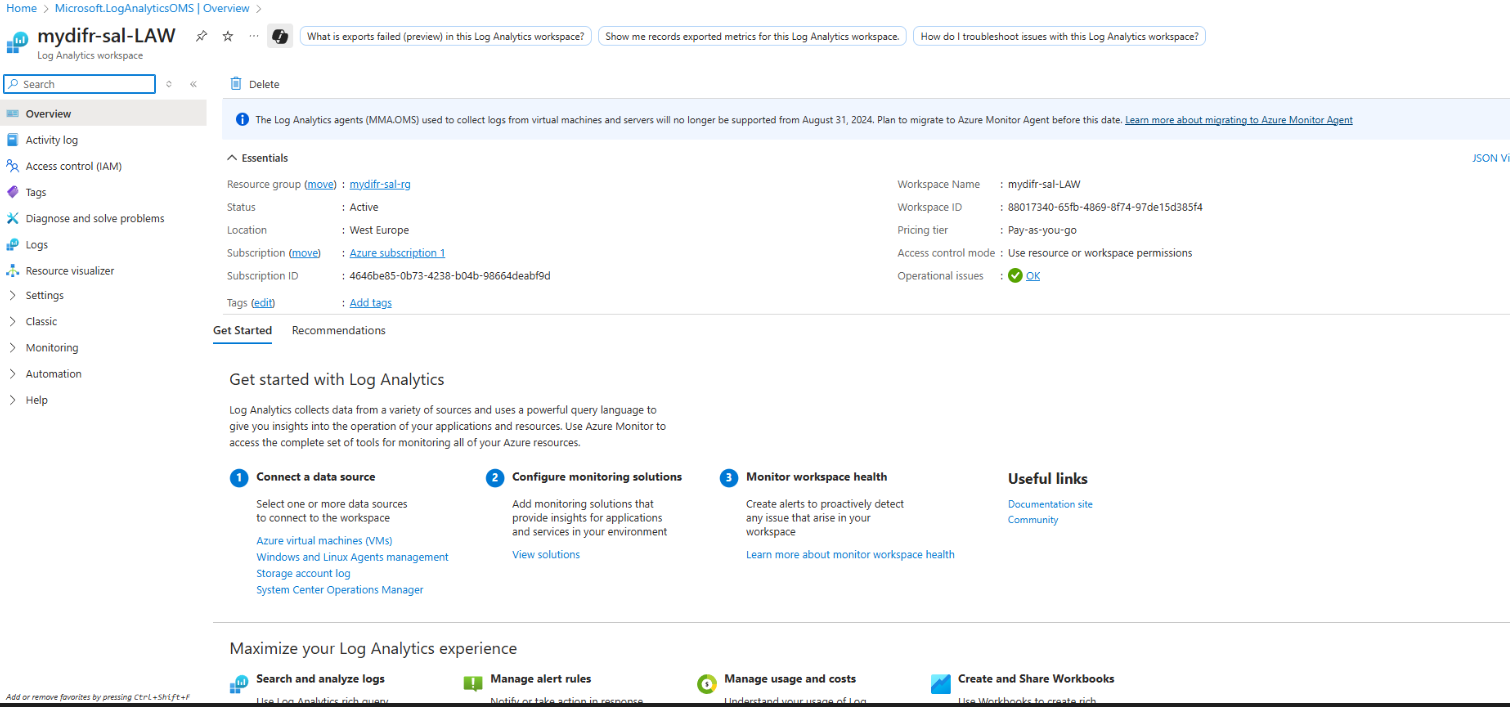 Home > Microsoft.LogAnalyticsOMS | Overview >
mydifr-sal-LAW
Log Analytics workspace
What is exports failed (preview) in this Log Analytics workspace?
Show me records exported metrics for this Log Analytics workspace.
How do I troubleshoot issues with this Log Analytics workspace?
Search
Overview
Activity log
Access control (IAM)
Tags
Diagnose and solve problems
Logs
Resource visualizer
Settings
Classic
Monitoring
Automation
Help
Add or remove favorites by pressing Ctrl+Shift+F
Delete
The Log Analytics agents (MMA.OMS) used to collect logs from virtual machines and servers will no longer be supported from August 31, 2024. Plan to migrate to Azure Monitor Agent before this date. Learn more about migrating to Azure Monitor Agent
Essentials
JSON Vi
Resource group (move) : mydifr-sal-rg
Status : Active
Location : West Europe
Subscription (move) : Azure subscription 1
Subscription ID : 4646be85-0b73-4238-b04b-98664deabf9d
Tags (edit) : Add tags
Workspace Name : mydifr-sal-LAW
Workspace ID : 88017340-65fb-4869-8f74-97de15d385f4
Pricing tier : Pay-as-you-go
Access control mode : Use resource or workspace permissions
Operational issues : OK
Get Started
Recommendations
Get started with Log Analytics
Log Analytics collects data from a variety of sources and uses a powerful query language to
give you insights into the operation of your applications and resources. Use Azure Monitor to
access the complete set of tools for monitoring all of your Azure resources.
1 Connect a data source
Select one or more data sources
to connect to the workspace
Azure virtual machines (VMs)
Windows and Linux Agents management
Storage account log
System Center Operations Manager
2 Configure monitoring solutions
Add monitoring solutions that
provide insights for applications
and services in your environment
View solutions
3 Monitor workspace health
Create alerts to proactively detect
any issue that arise in your
workspace
Learn more about monitor workspace health
Useful links
Documentation site
Community
Maximize your Log Analytics experience
Search and analyze logs
Use Log Analytics rich query
Manage alert rules
Notify or take action in response
Manage usage and costs
Understand your usage of Log
Create and Share Workbooks
Use Workbooks to create rich